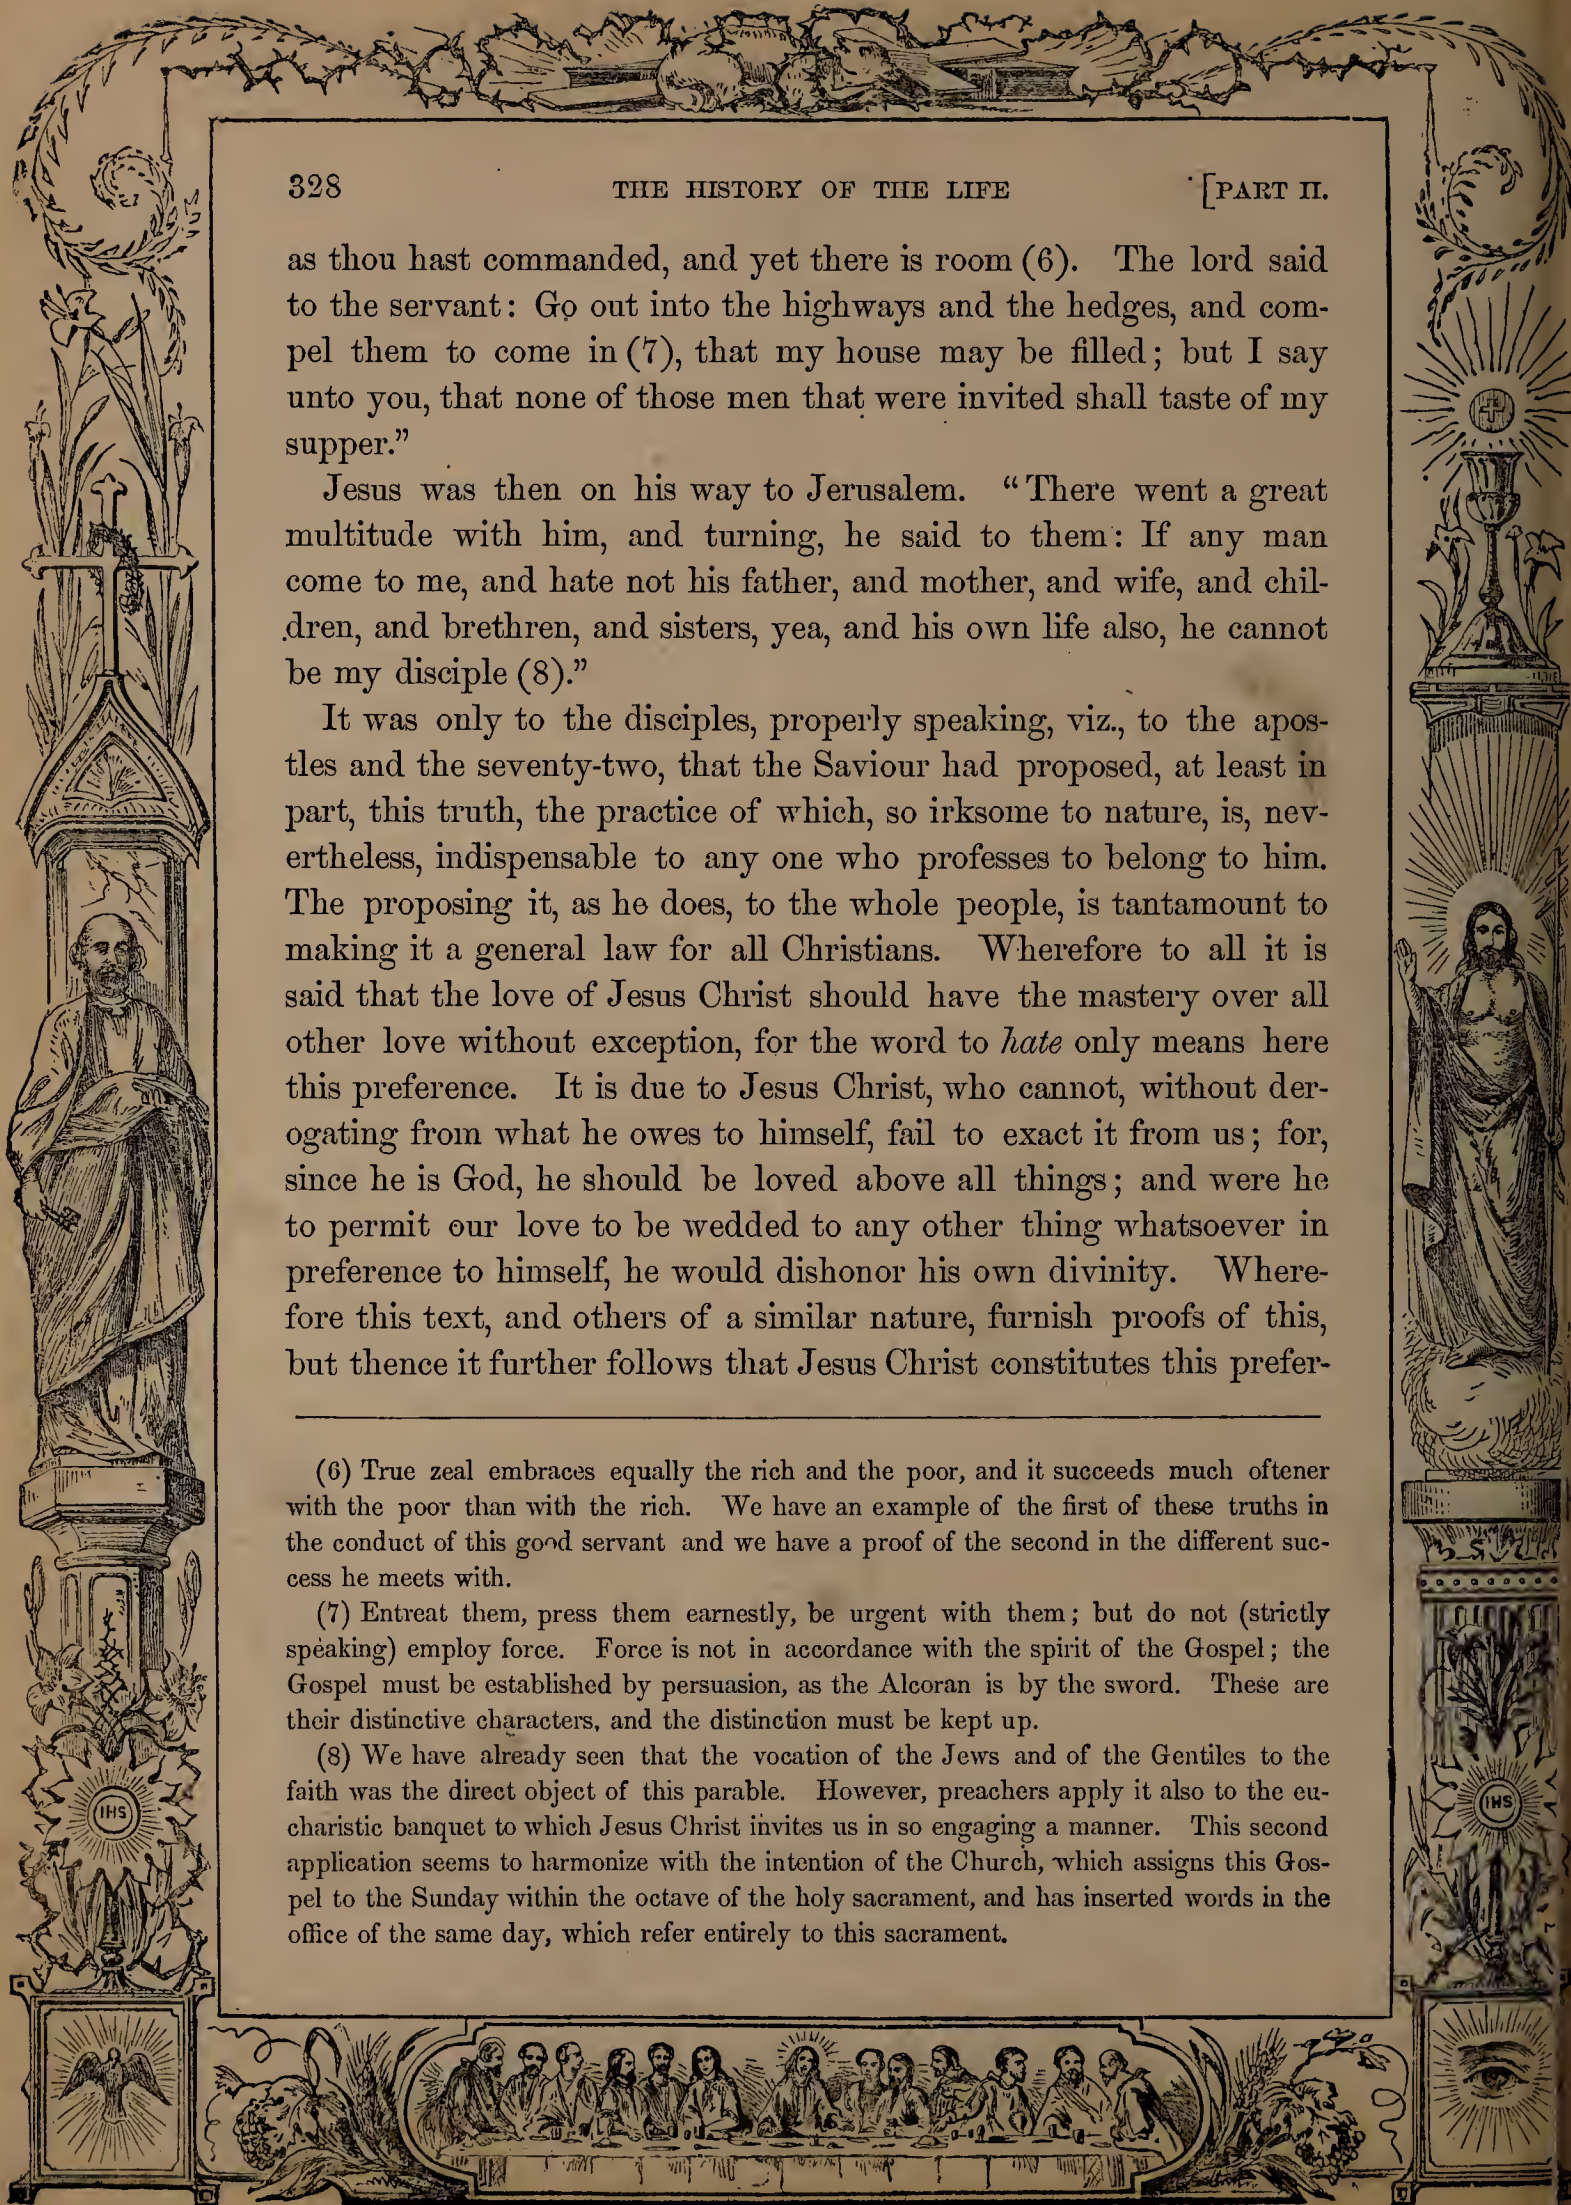 328 THE HISTORY OF THE LIFE [PART II.
as thou hast commanded, and yet there is room (6). The lord said
to the servant: Go out into the highways and the hedges, and com-
pel them to come in (7), that my house may be filled; but I say
unto you, that none of those men that were invited shall taste of my
supper.”
Jesus was then on his way to Jerusalem. “There went a great
multitude with him, and turning, he said to them: If any man
come to me, and hate not his father, and mother, and wife, and chil-
dren, and brethren, and sisters, yea, and his own life also, he cannot
be my disciple (8).”
It was only to the disciples, properly speaking, viz., to the apos-
tles and the seventy-two, that the Saviour had proposed, at least in
part, this truth, the practice of which, so irksome to nature, is, nev-
ertheless, indispensable to any one who professes to belong to him.
The proposing it, as he does, to the whole people, is tantamount to
making it a general law for all Christians. Wherefore to all it is
said that the love of Jesus Christ should have the mastery over all
other love without exception, for the word to hate only means here
this preference. It is due to Jesus Christ, who cannot, without der-
ogating from what he owes to himself, fail to exact it from us; for,
since he is God, he should be loved above all things; and were he
to permit our love to be wedded to any other thing whatsoever in
preference to himself, he would dishonor his own divinity. Where-
fore this text, and others of a similar nature, furnish proofs of this,
but thence it further follows that Jesus Christ constitutes this prefer-
(6) True zeal embraces equally the rich and the poor, and it succeeds much oftener
with the poor than with the rich. We have an example of the first of these truths in
the conduct of this good servant and we have a proof of the second in the different suc-
cess he meets with.
(7) Entreat them, press them earnestly, be urgent with them; but do not (strictly
speaking) employ force. Force is not in accordance with the spirit of the Gospel; the
Gospel must be established by persuasion, as the Alcoran is by the sword. These are
their distinctive characters, and the distinction must be kept up.
(8) We have already seen that the vocation of the Jews and of the Gentiles to the
faith was the direct object of this parable. However, preachers apply it also to the eu-
charistic banquet to which Jesus Christ invites us in so engaging a manner. This second
application seems to harmonize with the intention of the Church, which assigns this Gos-
pel to the Sunday within the octave of the holy sacrament, and has inserted words in the
office of the same day, which refer entirely to this sacrament.
IHS
IHS